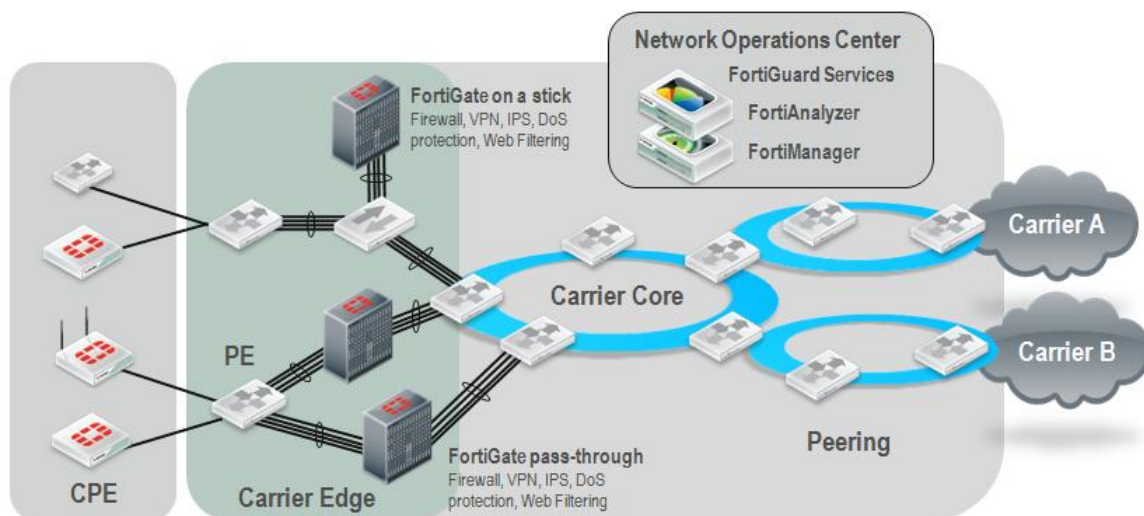 Network Operations Center
FortiGuard Services
FortiAnalyzer
FortiManager
FortiGate on a stick
Firewall, VPN, IPS, DoS
protection, Web Filtering
Carrier A
Carrier Core
Carrier B
PE
Peering
FortiGate pass-through
Firewall, VPN, IPS, DoS
protection, Web Filtering
CPE
Carrier Edge